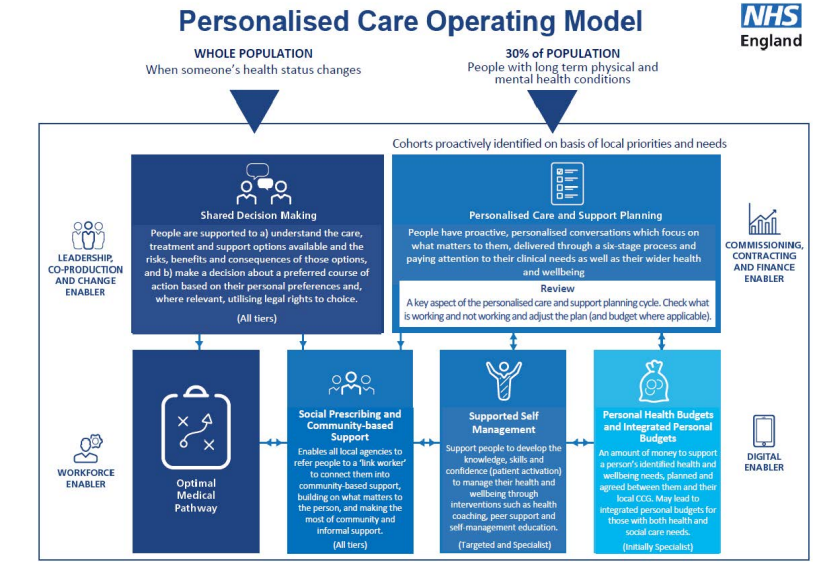 Personalised Care Operating Model
NHS
England
WHOLE POPULATION
When someone's health status changes
30% of POPULATION
People with long term physical and
mental health conditions
Cohorts proactively identified on basis of local priorities and needs
LEADERSHIP,
CO-PRODUCTION
AND CHANGE
ENABLER
Shared Decision Making
People are supported to a) understand the care,
treatment and support options available and the
risks, benefits and consequences of those options,
and b) make a decision about a preferred course of
action based on their personal preferences and,
where relevant, utilising legal rights to choice.
(All tiers)
Personalised Care and Support Planning
People have proactive, personalised conversations which focus on
what matters to them, delivered through a six-stage process and
paying attention to their clinical needs as well as their wider health
and wellbeing
Review
A key aspect of the personalised care and support planning cycle. Check what
is working and not working and adjust the plan (and budget where applicable).
COMMISSIONING,
CONTRACTING
AND FINANCE
ENABLER
WORKFORCE
ENABLER
Optimal
Medical
Pathway
Social Prescribing and
Community-based
Support
Enables all local agencies to
refer people to a 'link worker'
to connect them into
community-based support,
building on what matters to
the person, and making the
most of community and
informal support.
(All tiers)
Supported Self
Management
Support people to develop the
knowledge, skills and
confidence (patient activation)
to manage their health and
wellbeing through
interventions such as health
coaching, peer support and
self-management education.
(Targeted and Specialist)
Personal Health Budgets
and Integrated Personal
Budgets
An amount of money to support
a person's identified health and
wellbeing needs, planned and
agreed between them and their
local CCG. May lead to
integrated personal budgets for
those with both health and
social care needs.
(Initially Specialist)
DIGITAL
ENABLER